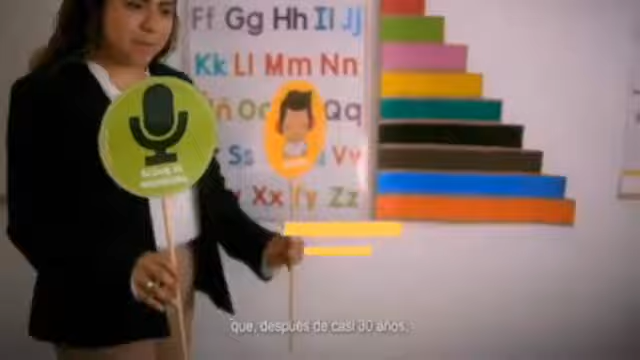 Ff Gg Hh Ii Jj
Kk Ll Mm Nn
Qq
Ss Vv
Xx Yy Zz
que, después de casi 30 años,